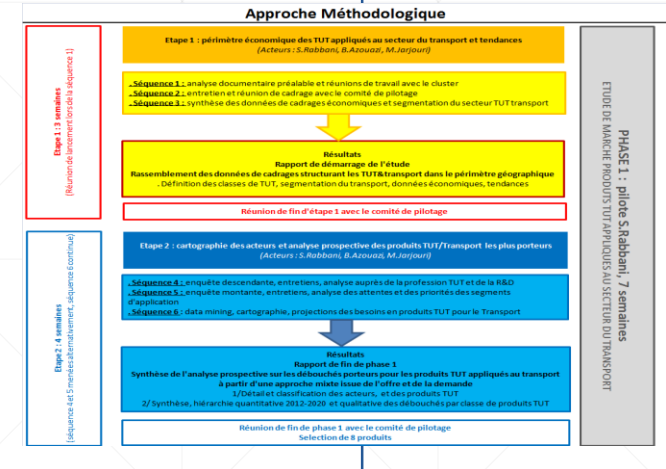 Approche Méthodologique
Etape 1 : 3 semaines
(Réunion de lancement lors de la séquence 1)
Etape 1 : périmètre économique des TUT appliqués au secteur du transport et tendances
(Acteurs : S.Rabbani, B.Azouazi, M.Jarjouri)
.Séquence 1 : analyse documentaire préalable et réunions de travail avec le cluster
.Séquence 2 : entretien et réunion de cadrage avec le comité de pilotage
.Séquence 3 : synthèse des données de cadrages économiques et segmentation du secteur TUT transport
Résultats
Rapport de démarrage de l'étude
Rassemblement des données de cadrages structurant les TUT&transport dans le périmètre géographique
. Définition des classes de TUT, segmentation du transport, données économiques, tendances
Réunion de fin d'étape 1 avec le comité de pilotage
Etape 2 : 4 semaines
(séquence 4 et 5 menées alternativement, séquence 6 continue)
Etape 2 : cartographie des acteurs et analyse prospective des produits TUT/Transport les plus porteurs
(Acteurs : S.Rabbani, B.Azouazi, M.Jarjouri)
.Séquence 4 : enquête descendante, entretiens, analyse auprès de la profession TUT et de la R&D
.Séquence 5 : enquête montante, entretiens, analyse des attentes et des priorités des segments
d'application
.Séquence 6 : data mining, cartographie, projections des besoins en produits TUT pour le Transport
Résultats
Rapport de fin de phase 1
Synthèse de l'analyse prospective sur les débouchés porteurs pour les produits TUT appliqués au transport
à partir d'une approche mixte issue de l'offre et de la demande
1/Détail et classification des acteurs, et des produits TUT
2/ Synthèse, hiérarchie quantitative 2012-2020 et qualitative des débouchés par classe de produits TUT
Réunion de fin de phase 1 avec le comité de pilotage
Selection de 8 produits
PHASE 1 : pilote S.Rabbani, 7 semaines
ETUDE DE MARCHE PRODUITS TUT APPLIQUES AU SECTEUR DU TRANSPORT